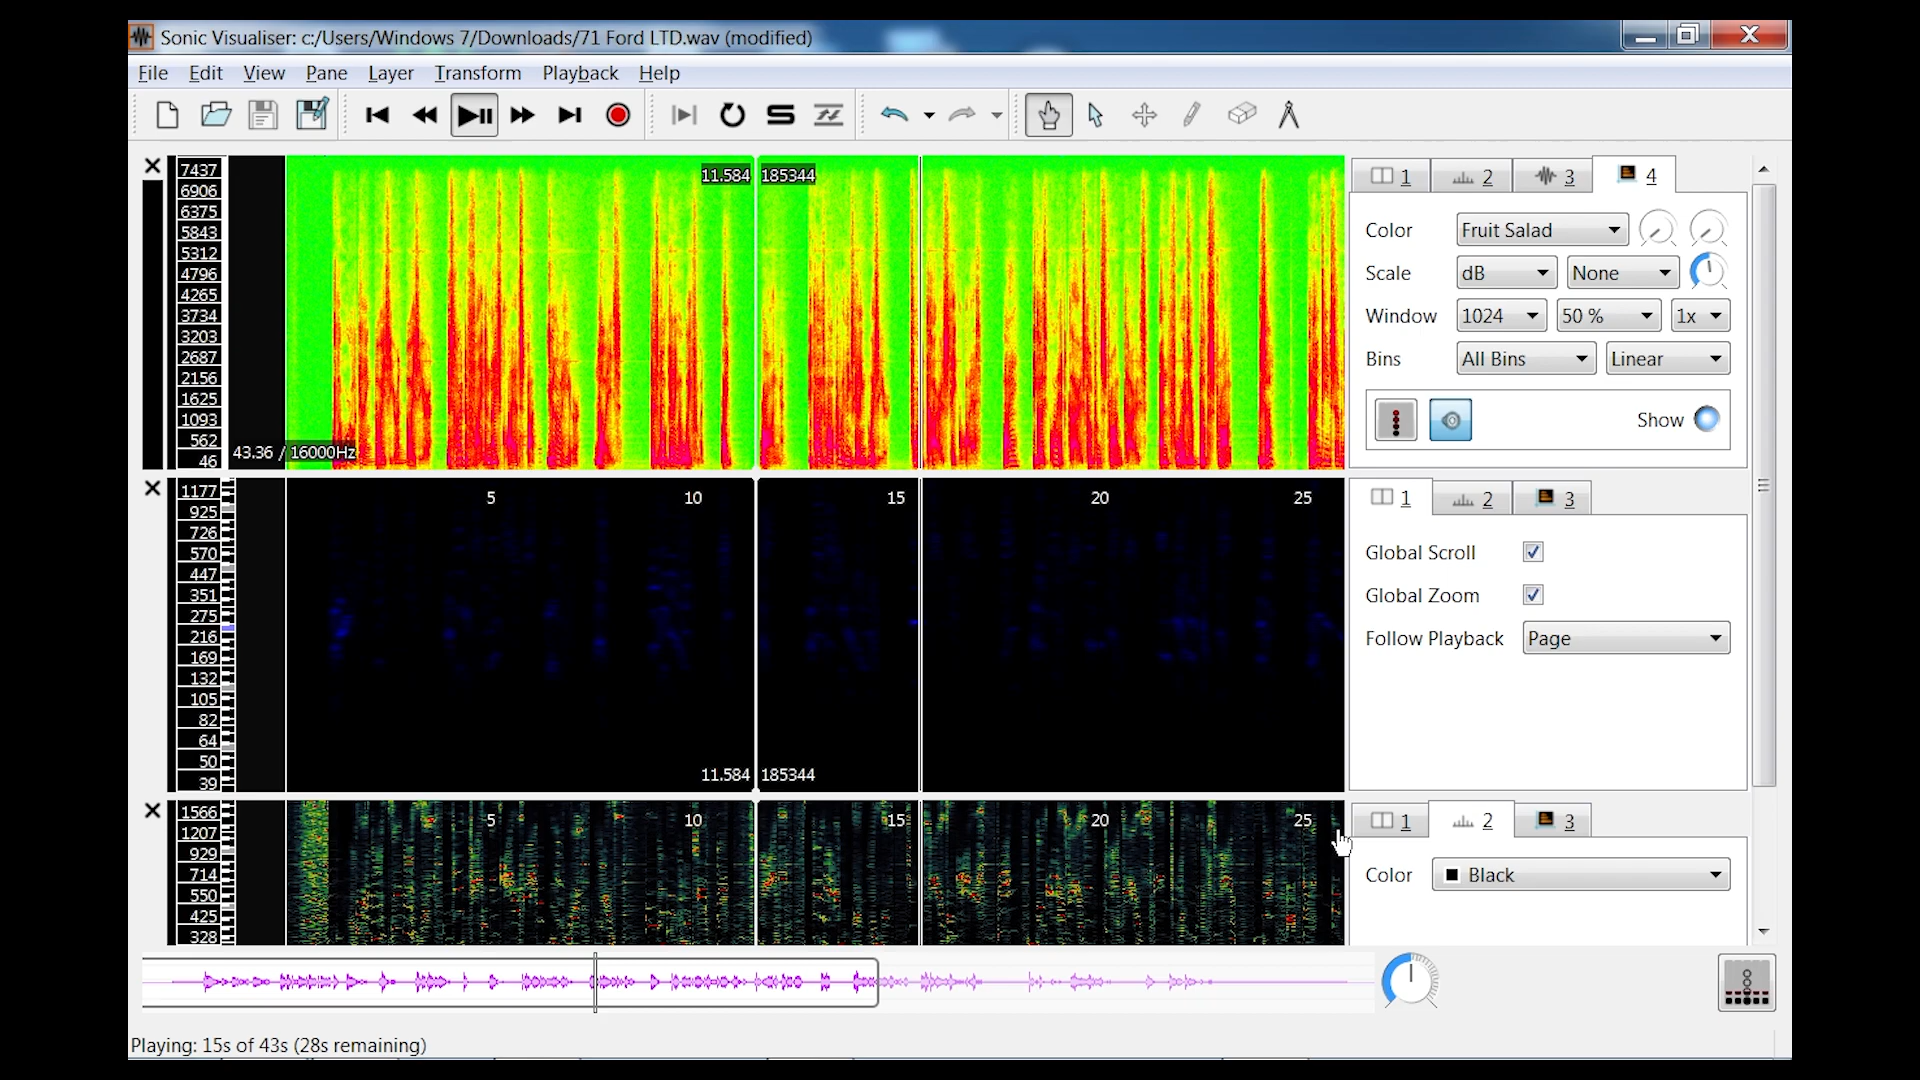 Sonic Visualiser: c:/Users/Windows 7/Downloads/71 Ford LTD.wav (modified)
File Edit View Pane Layer Transform Playback Help
7437
6906
6375
5843
5312
4796
4265
3734
3203
2687
2156
1625
1093
562
46
11.584 185344
43.36 / 16000Hz
1 2 3 4
Color Fruit Salad
Scale dB None
Window 1024 50 % 1x
Bins All Bins Linear
Show
1177
925
726
570
447
351
275
216
169
132
105
82
64
50
39
5 10 15 20 25
11.584 185344
1 2 3
Global Scroll
Global Zoom
Follow Playback Page
1566
1207
929
714
550
425
328
5 10 15 20 25
1 2 3
Color Black
Playing: 15s of 43s (28s remaining)